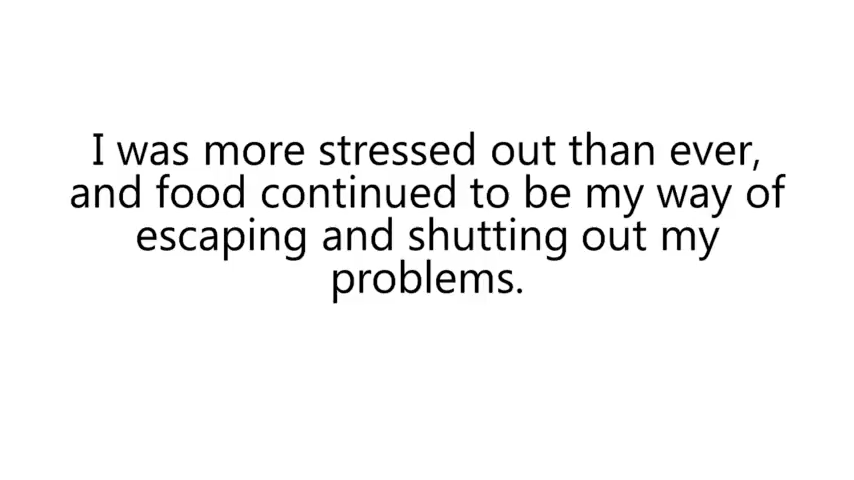 I was more stressed out than ever,
and food continued to be my way of
escaping and shutting out my
problems.